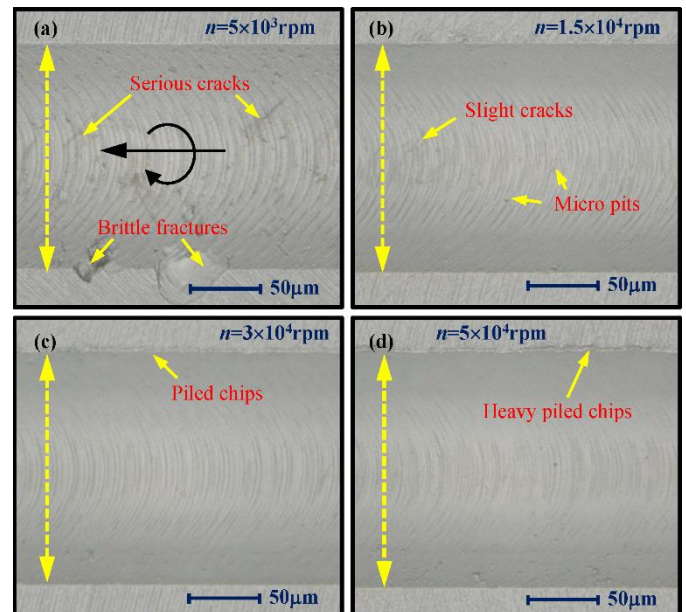 (a)
n=5×10³rpm
Serious cracks
Brittle fractures
50μm
(b)
n=1.5×10⁴rpm
Slight cracks
Micro pits
50μm
(c)
n=3×10⁴rpm
Piled chips
50μm
(d)
n=5×10⁴rpm
Heavy piled chips
50μm